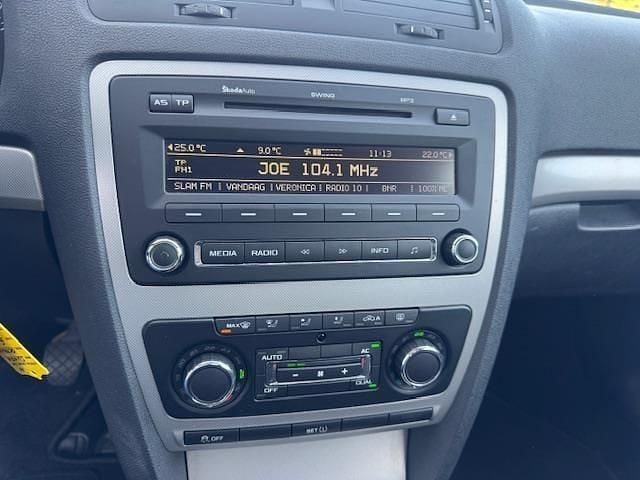 ŠkodaAuto SWING MP3
AS TP
25.0°C 9.0°C 11:13 22.0°C
TP
FM1 JOE 104.1 MHz
SLAM FM VANDAAG VERONICA RADIO 10 BNR 100% NL
MEDIA RADIO INFO
MAX A
AUTO AC
- +
OFF DUAL
OFF SET